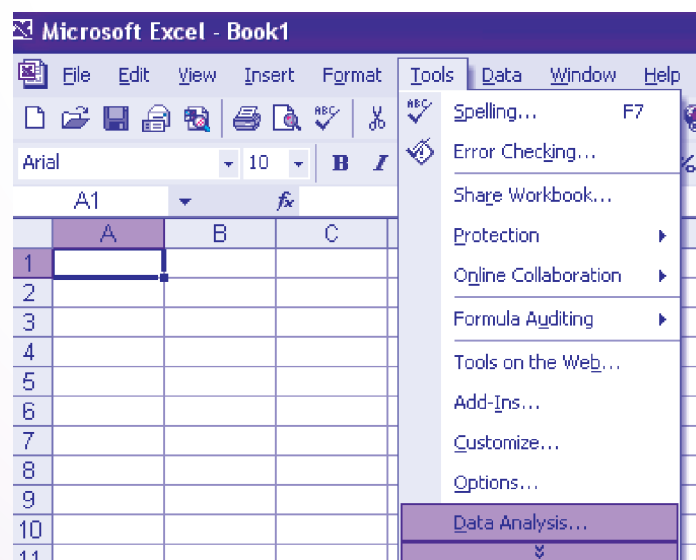 Microsoft Excel - Book1
File Edit View Insert Format Tools Data Window Help
ABC ABC
Spelling... F7
Arial 10 B I
Error Checking... %
A1 fx
Share Workbook...
A B C
Protection
1
Online Collaboration
2
3
Formula Auditing
4
Tools on the Web...
5
6
Add-Ins...
7
Customize...
8
Options...
9
10
Data Analysis...
11